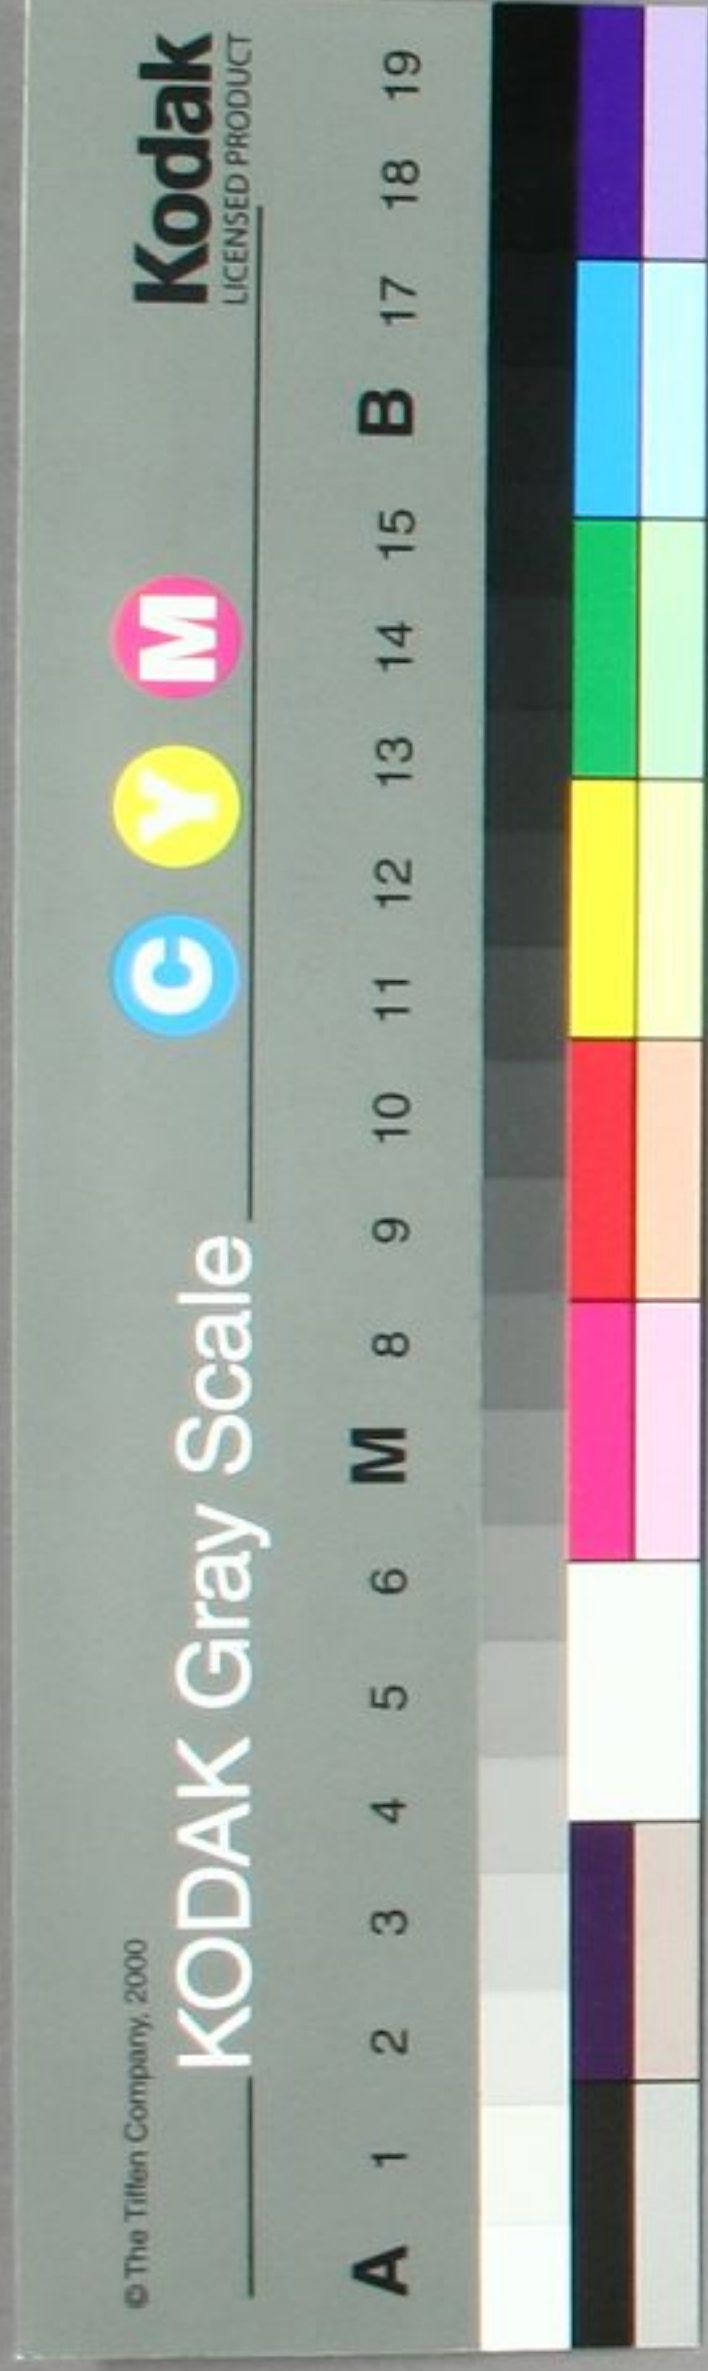 © The Tiffen Company, 2000
KODAK Gray Scale
C Y M
Kodak
LICENSED PRODUCT
A 1 2 3 4 5 6 M 8 9 10 11 12 13 14 15 B 17 18 19